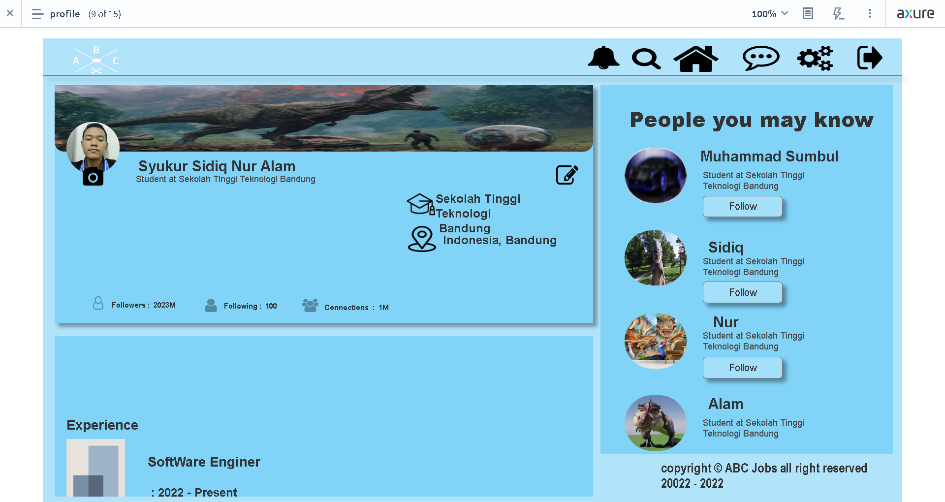 profile (9 of 15)
100%
axure
B
A C
Syukur Sidiq Nur Alam
Student at Sekolah Tinggi Teknologi Bandung
Sekolah Tinggi
Teknologi
Bandung
Indonesia, Bandung
Followers : 2023M
Following : 100
Connections : 1M
Experience
SoftWare Enginer
: 2022 - Present
People you may know
Muhammad Sumbul
Student at Sekolah Tinggi
Teknologi Bandung
Follow
Sidiq
Student at Sekolah Tinggi
Teknologi Bandung
Follow
Nur
Student at Sekolah Tinggi
Teknologi Bandung
Follow
Alam
Student at Sekolah Tinggi
Teknologi Bandung
copyright © ABC Jobs all right reserved
20022 - 2022